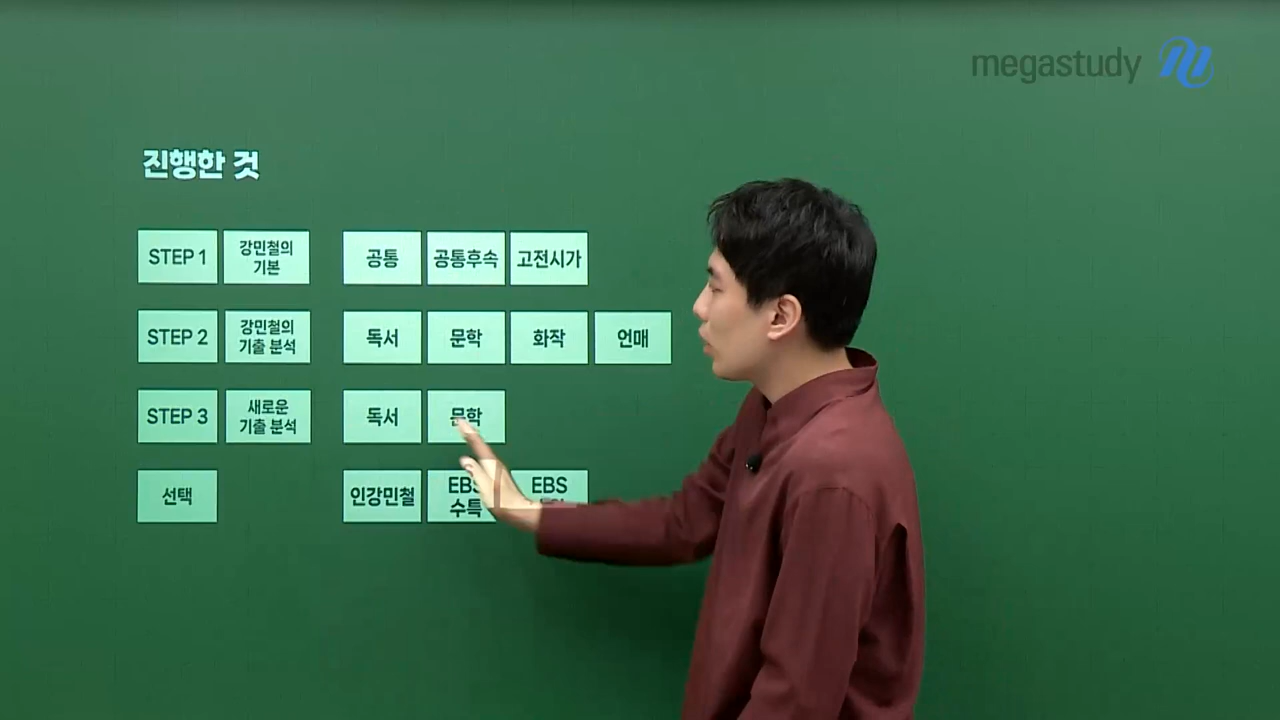 megastudy
진행한 것
STEP 1
강민철의
기본
공통
공통후속
고전시가
STEP 2
강민철의
기출 분석
독서
문학
화작
언매
STEP 3
새로운
기출 분석
독서
문학
선택
인강민철
EBS
수특
EBS